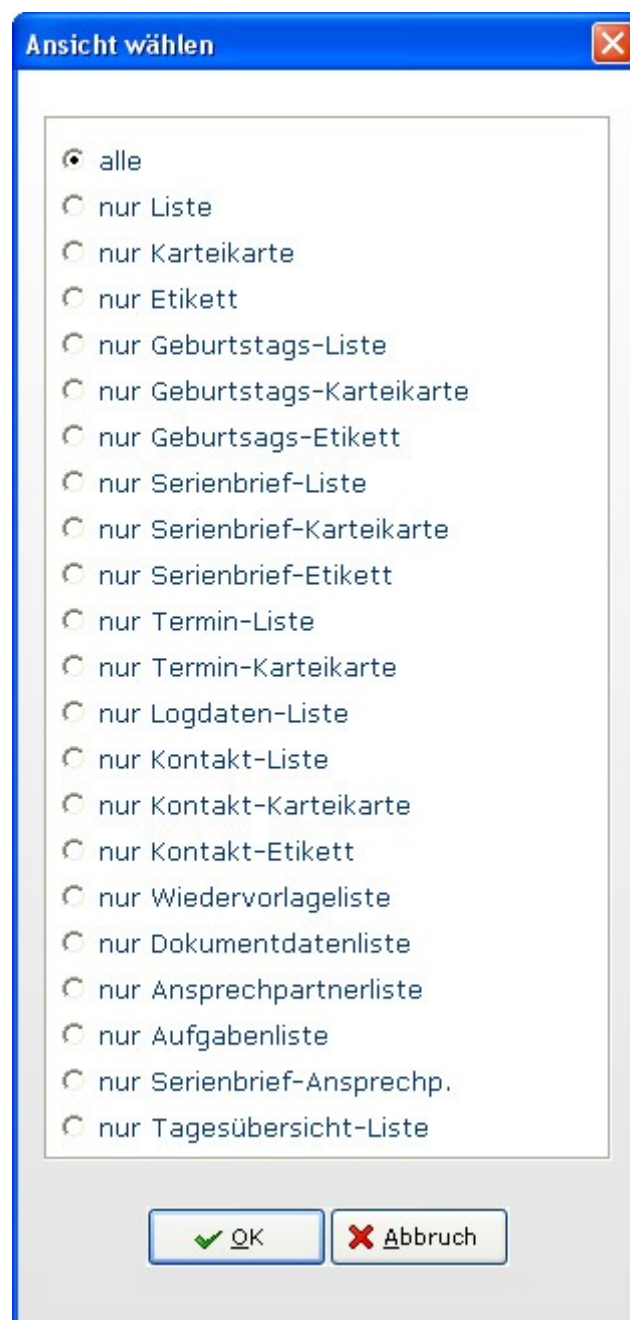 Ansicht wählen
alle
nur Liste
nur Karteikarte
nur Etikett
nur Geburtstags-Liste
nur Geburtstags-Karteikarte
nur Geburtsags-Etikett
nur Serienbrief-Liste
nur Serienbrief-Karteikarte
nur Serienbrief-Etikett
nur Termin-Liste
nur Termin-Karteikarte
nur Logdaten-Liste
nur Kontakt-Liste
nur Kontakt-Karteikarte
nur Kontakt-Etikett
nur Wiedervorlageliste
nur Dokumentdatenliste
nur Ansprechpartnerliste
nur Aufgabenliste
nur Serienbrief-Ansprechp.
nur Tagesübersicht-Liste
OK Abbruch